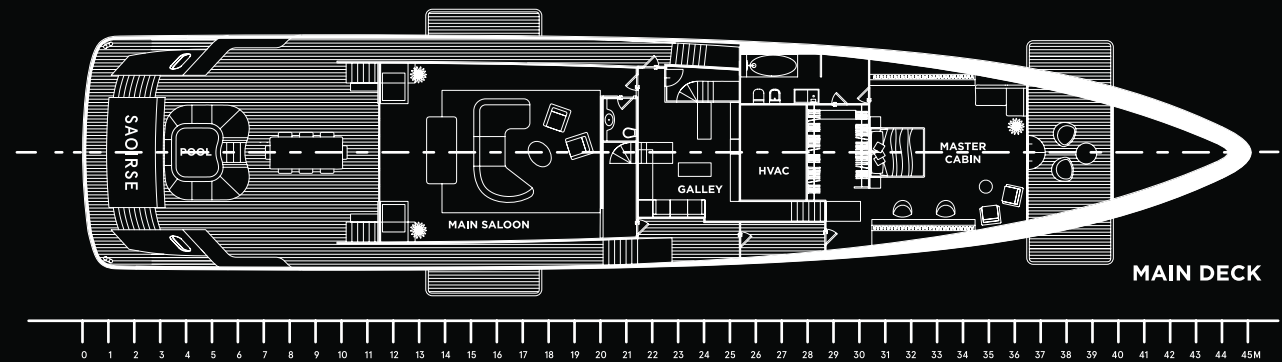 SAORSE
POOL
MAIN SALOON
GALLEY
HVAC
MASTER
CABIN
MAIN DECK
0 1 2 3 4 5 6 7 8 9 10 11 12 13 14 15 16 17 18 19 20 21 22 23 24 25 26 27 28 29 30 31 32 33 34 35 36 37 38 39 40 41 42 43 44 45M